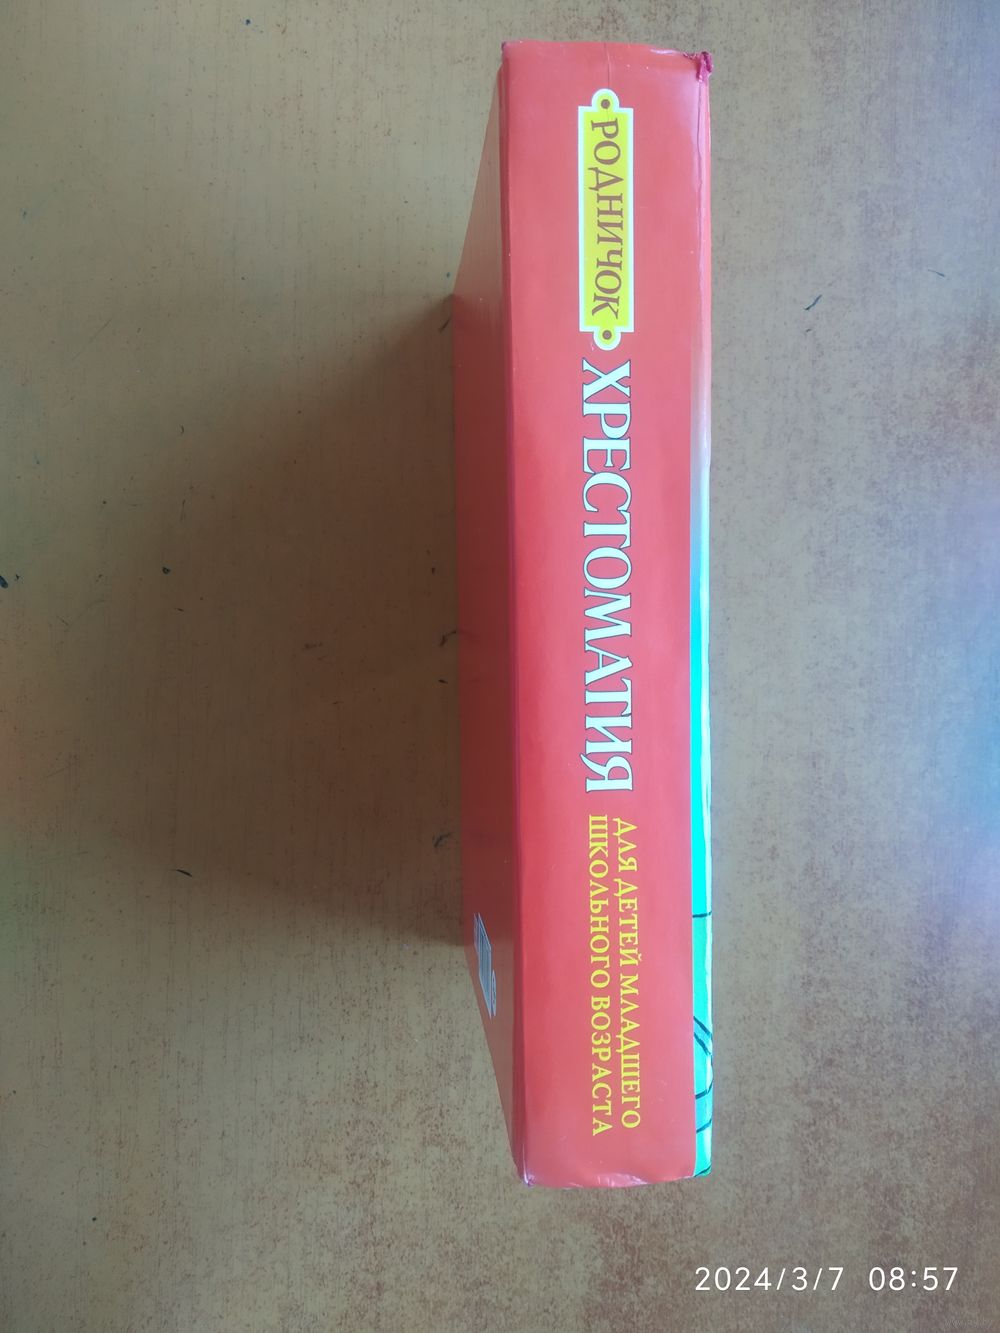 РОДНИЧОК
ХРЕСТОМАТИЯ
ДЛЯ ДЕТЕЙ МЛАДШЕГО
ШКОЛЬНОГО ВОЗРАСТА
2024/3/7 08:57